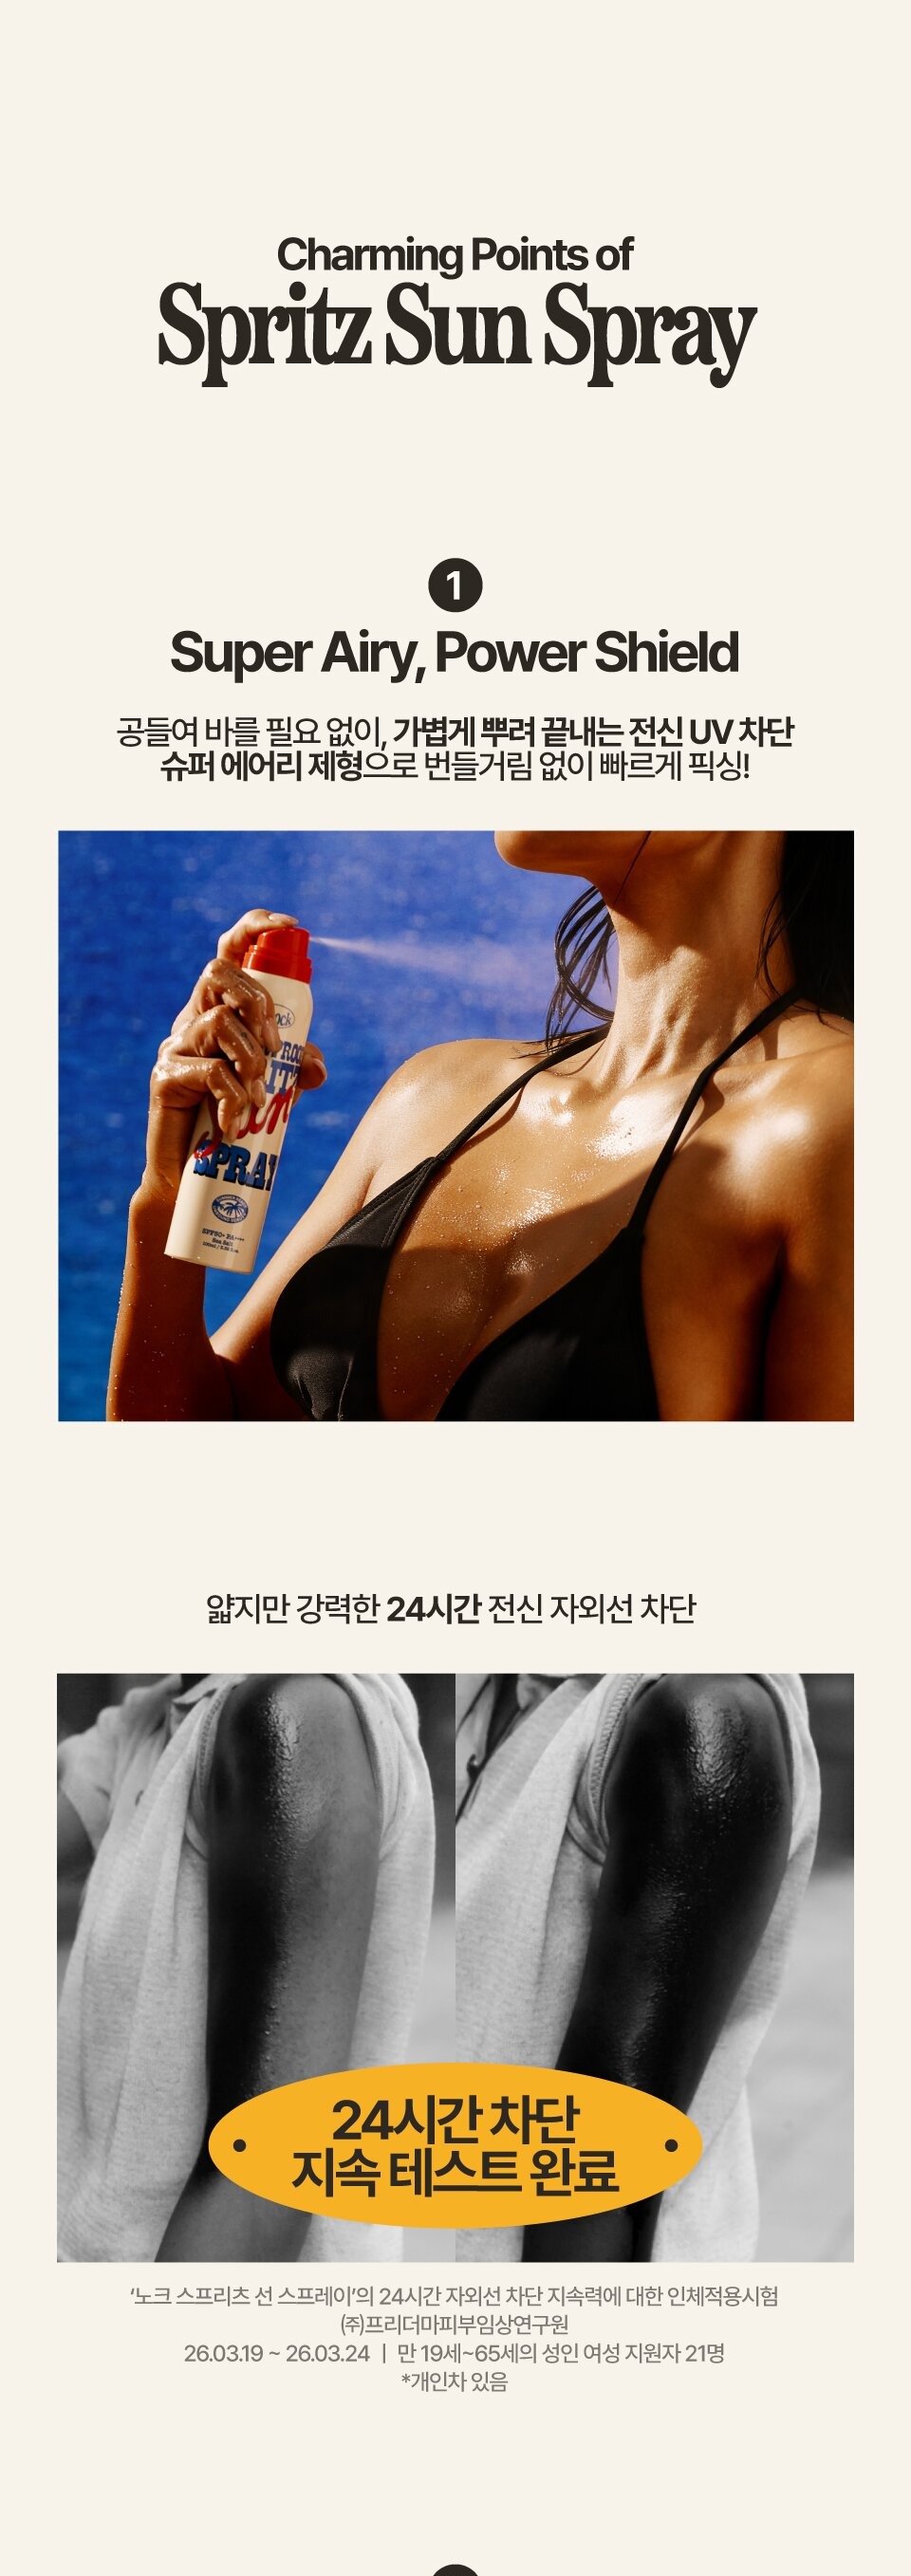 Charming Points of
Spritz Sun Spray
1
Super Airy, Power Shield
공들여 바를 필요 없이, 가볍게 뿌려 끝내는 전신 UV 차단
슈퍼 에어리 제형으로 번들거림 없이 빠르게 픽싱!
SPRAY
얇지만 강력한 24시간 전신 자외선 차단
24시간 차단
지속 테스트 완료
‘노크 스프리츠 선 스프레이’의 24시간 자외선 차단 지속력에 대한 인체적용시험
㈜프리더마피부임상연구원
26.03.19 ~ 26.03.24 | 만 19세~65세의 성인 여성 지원자 21명
*개인차 있음